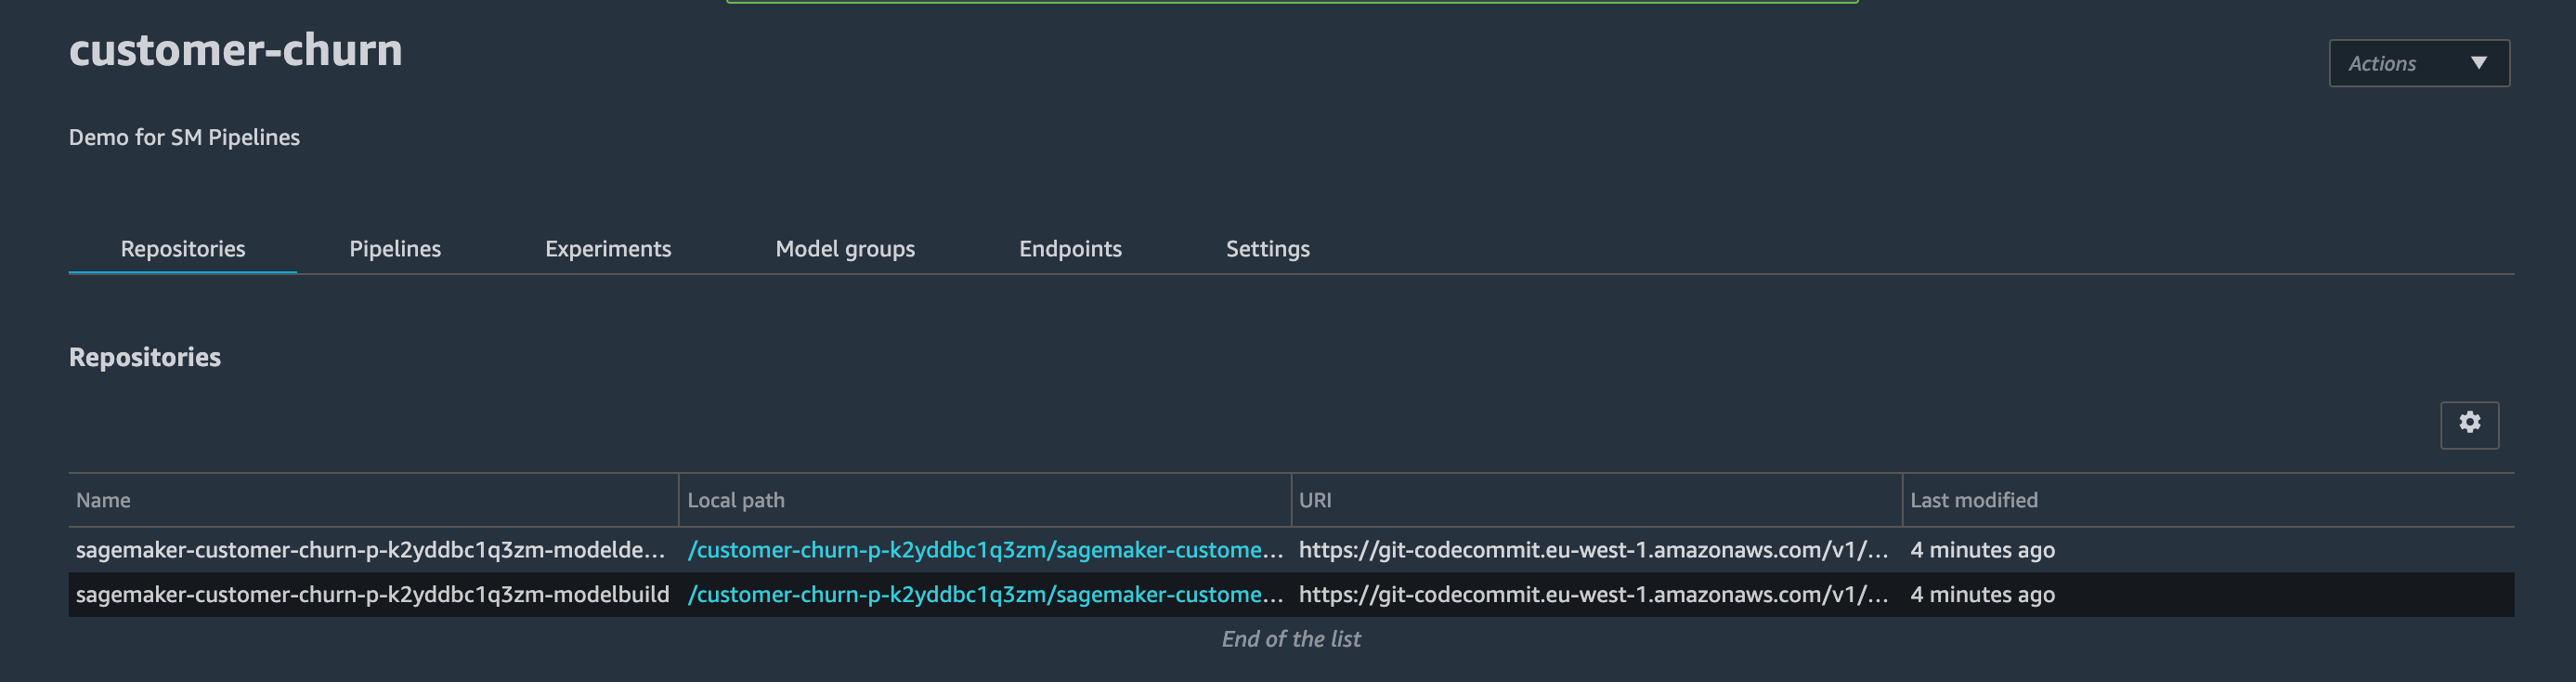 customer-churn
Actions
Demo for SM Pipelines
Repositories Pipelines Experiments Model groups Endpoints Settings
Repositories
Name Local path URI Last modified
sagemaker-customer-churn-p-k2yddbc1q3zm-modelde... /customer-churn-p-k2yddbc1q3zm/sagemaker-custome... https://git-codecommit.eu-west-1.amazonaws.com/v1/... 4 minutes ago
sagemaker-customer-churn-p-k2yddbc1q3zm-modelbuild /customer-churn-p-k2yddbc1q3zm/sagemaker-custome... https://git-codecommit.eu-west-1.amazonaws.com/v1/... 4 minutes ago
End of the list